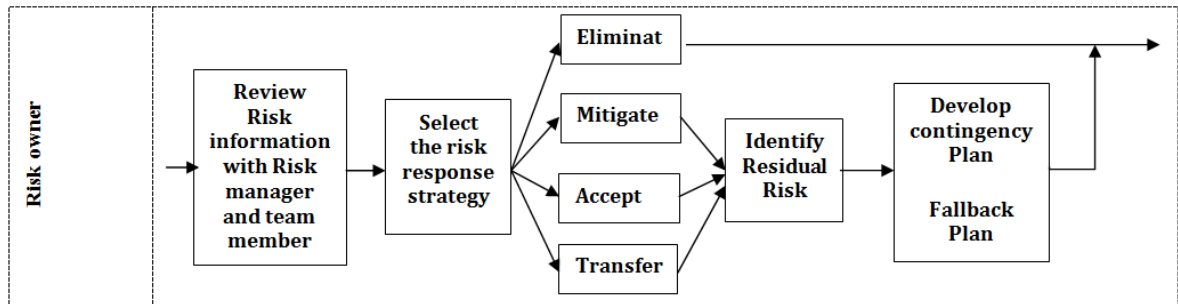 Risk owner
Review
Risk
information
with Risk
manager
and team
member
Select
the risk
response
strategy
Eliminat
Mitigate
Accept
Transfer
Identify
Residual
Risk
Develop
contingency
Plan
Fallback
Plan